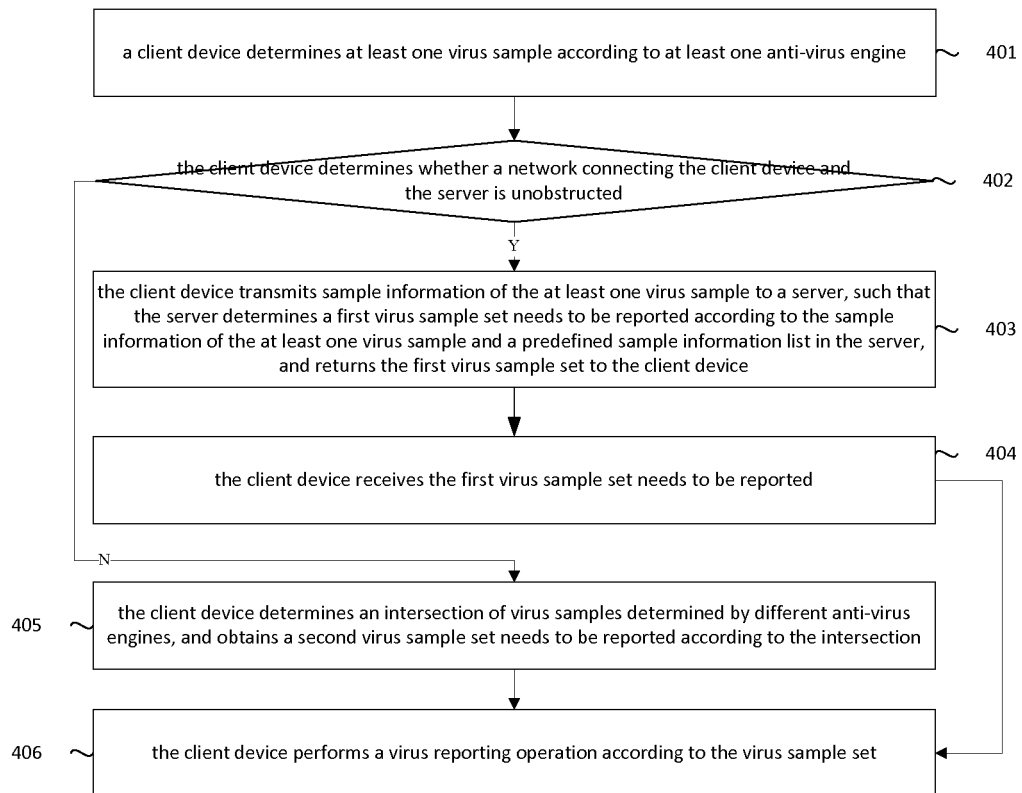 a client device determines at least one virus sample according to at least one anti-virus engine
401
the client device determines whether a network connecting the client device and
the server is unobstructed
402
Y
the client device transmits sample information of the at least one virus sample to a server, such that
the server determines a first virus sample set needs to be reported according to the sample
information of the at least one virus sample and a predefined sample information list in the server,
and returns the first virus sample set to the client device
403
the client device receives the first virus sample set needs to be reported
404
N
the client device determines an intersection of virus samples determined by different anti-virus
engines, and obtains a second virus sample set needs to be reported according to the intersection
405
the client device performs a virus reporting operation according to the virus sample set
406